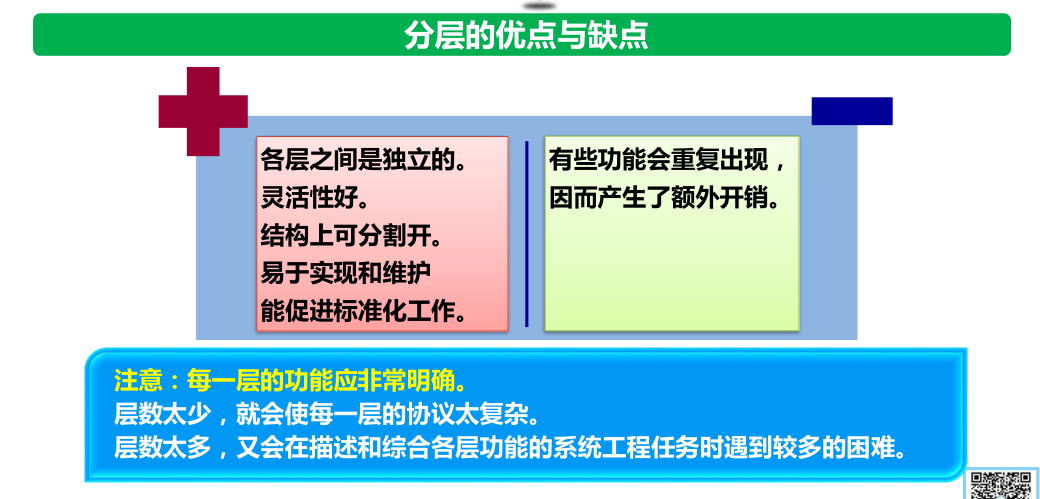 分层的优点与缺点
各层之间是独立的。
灵活性好。
结构上可分割开。
易于实现和维护
能促进标准化工作。
有些功能会重复出现，
因而产生了额外开销。
注意：每一层的功能应非常明确。
层数太少，就会使每一层的协议太复杂。
层数太多，又会在描述和综合各层功能的系统工程任务时遇到较多的困难。